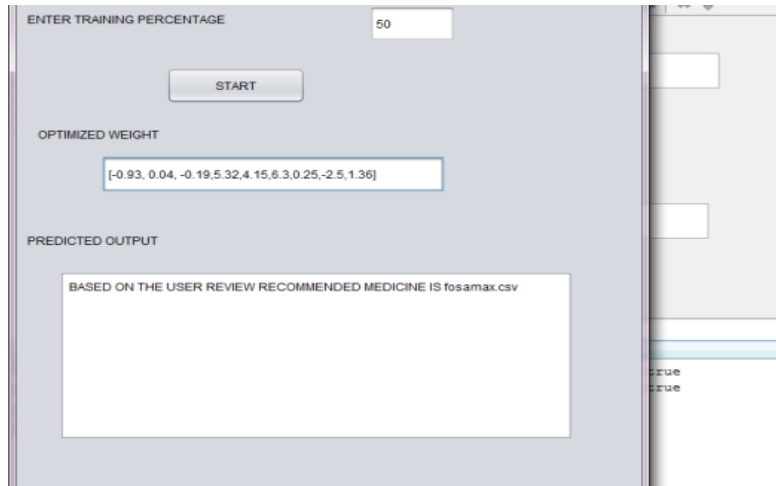 ENTER TRAINING PERCENTAGE
50
START
OPTIMIZED WEIGHT
[-0.93, 0.04, -0.19,5.32,4.15,6.3,0.25,-2.5,1.36]
PREDICTED OUTPUT
BASED ON THE USER REVIEW RECOMMENDED MEDICINE IS fosamax.csv
true
true